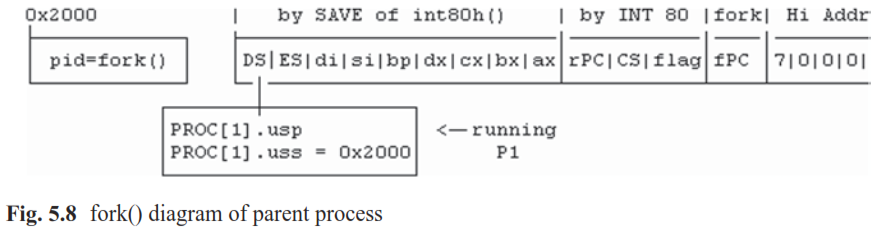 0x2000 | by SAVE of int80h() | by INT 80 |fork| Hi Addr
pid=fork() DS|ES|di|si|bp|dx|cx|bx|ax rPC|CS|flag fPC 7|0|0|0|
PROC[1].usp <—running
PROC[1].uss = 0x2000 P1
Fig. 5.8 fork() diagram of parent process